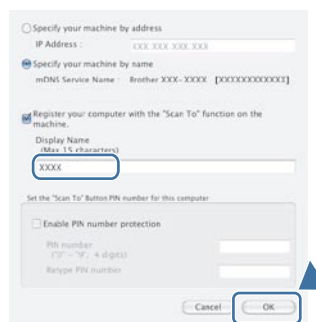 Specify your machine by address
IP Address : XXX.XXX.XXX.XXX
Specify your machine by name
mDNS Service Name : Brother XXX-XXXX [XXXXXXXXXXXX]
Register your computer with the "Scan To" function on the
machine.
Display Name
(Max 15 characters)
XXXX
Set the "Scan To" Button PIN number for this computer
Enable PIN number protection
PIN number
("0" - "9", 4 digits)
Retype PIN number
Cancel
OK